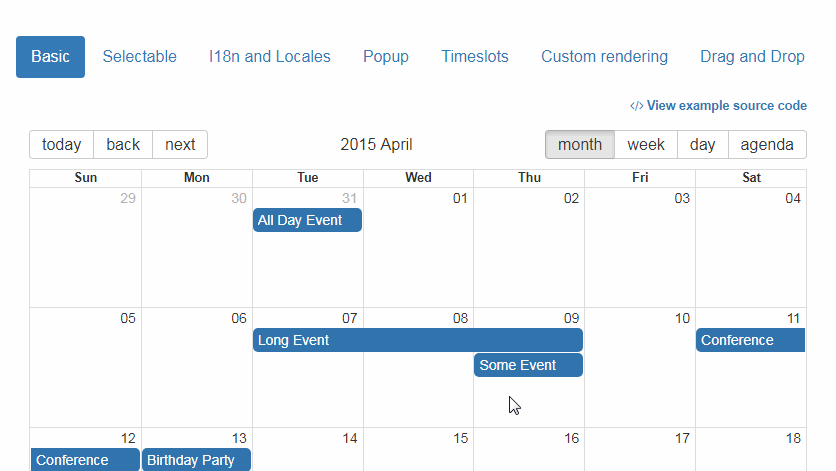 Basic Selectable I18n and Locales Popup Timeslots Custom rendering Drag and Drop
</> View example source code
today back next 2015 April month week day agenda
Sun Mon Tue Wed Thu Fri Sat
29 30 31 01 02 03 04
All Day Event
05 06 07 08 09 10 11
Long Event Conference
Some Event
12 13 14 15 16 17 18
Conference Birthday Party